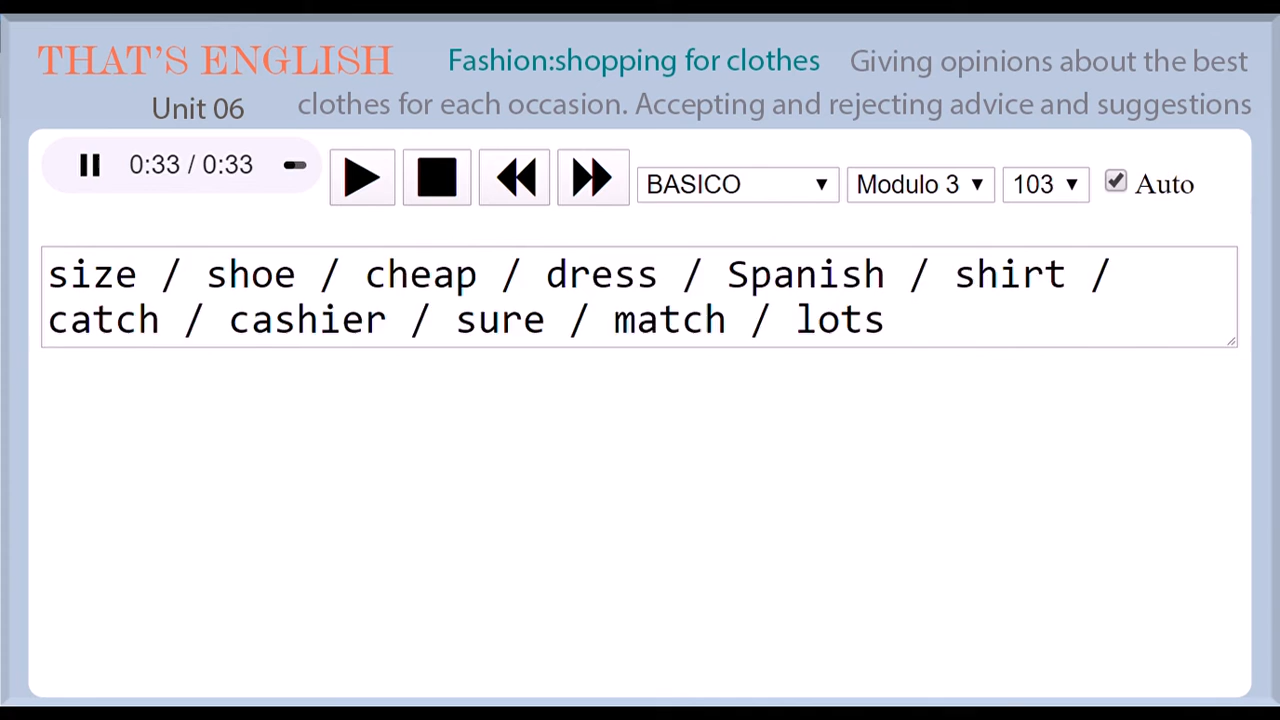 THAT'S ENGLISH Fashion:shopping for clothes Giving opinions about the best
Unit 06 clothes for each occasion. Accepting and rejecting advice and suggestions
0:33 / 0:33 BASICO Modulo 3 103 Auto
size / shoe / cheap / dress / Spanish / shirt /
catch / cashier / sure / match / lots